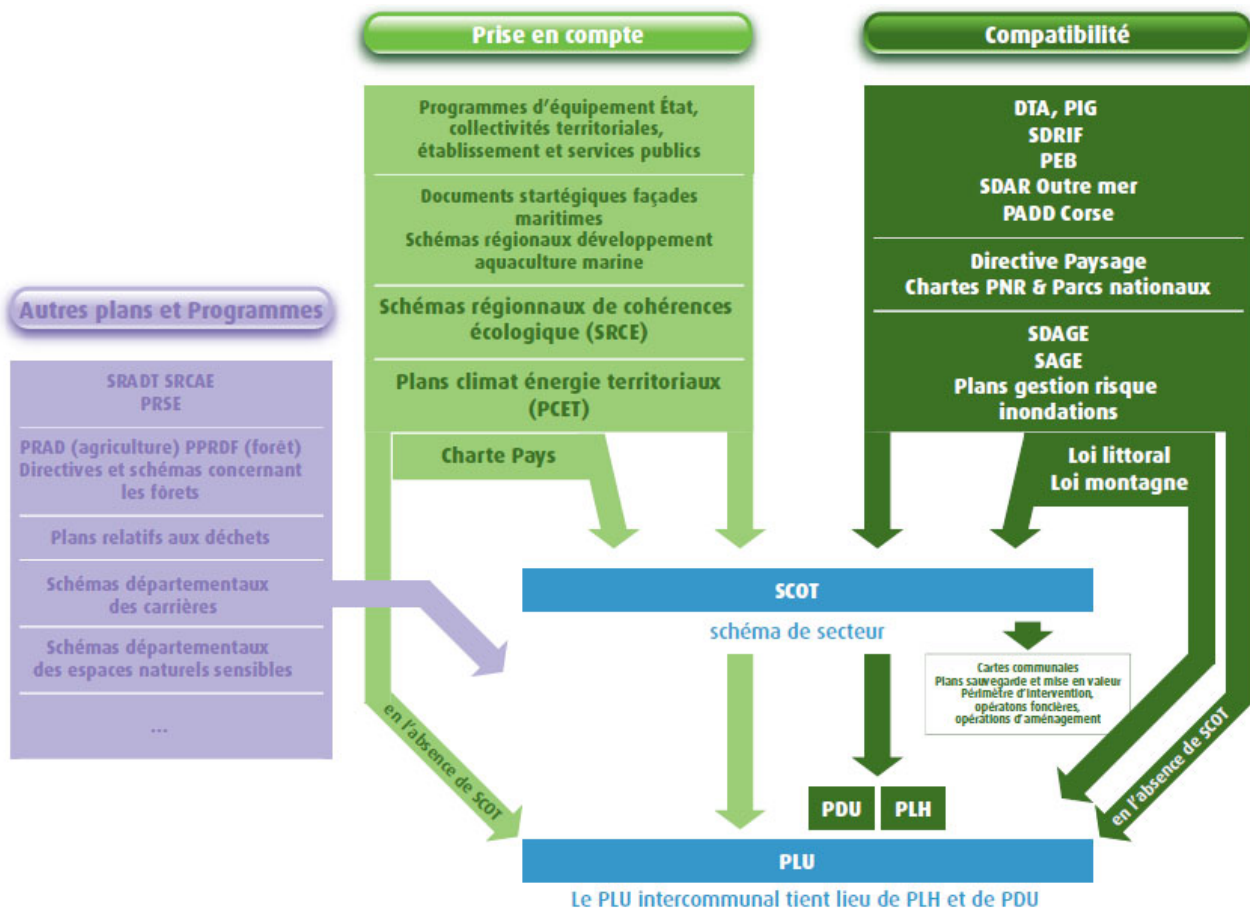 Prise en compte
Programmes d'équipement État,
collectivités territoriales,
établissement et services publics
Documents startégiques façades
maritimes
Schémas régionaux développement
aquaculture marine
Schémas régionnaux de cohérences
écologique (SRCE)
Plans climat énergie territoriaux
(PCET)
Charte Pays
Compatibilité
DTA, PIG
SDRIF
PEB
SDAR Outre mer
PADD Corse
Directive Paysage
Chartes PNR & Parcs nationaux
SDAGE
SAGE
Plans gestion risque
inondations
Loi littoral
Loi montagne
Autres plans et Programmes
SRADT SRCAE
PRSE
PRAD (agriculture) PPRDF (forêt)
Directives et schémas concernant
les fôrets
Plans relatifs aux déchets
Schémas départementaux
des carrières
Schémas départementaux
des espaces naturels sensibles
...
SCOT
schéma de secteur
Cartes communales
Plans sauvegarde et mise en valeur
Périmètre d'intervention,
opératons foncières,
opérations d'aménagement
en l'absence de SCOT
en l'absence de SCOT
PDU
PLH
PLU
Le PLU intercommunal tient lieu de PLH et de PDU